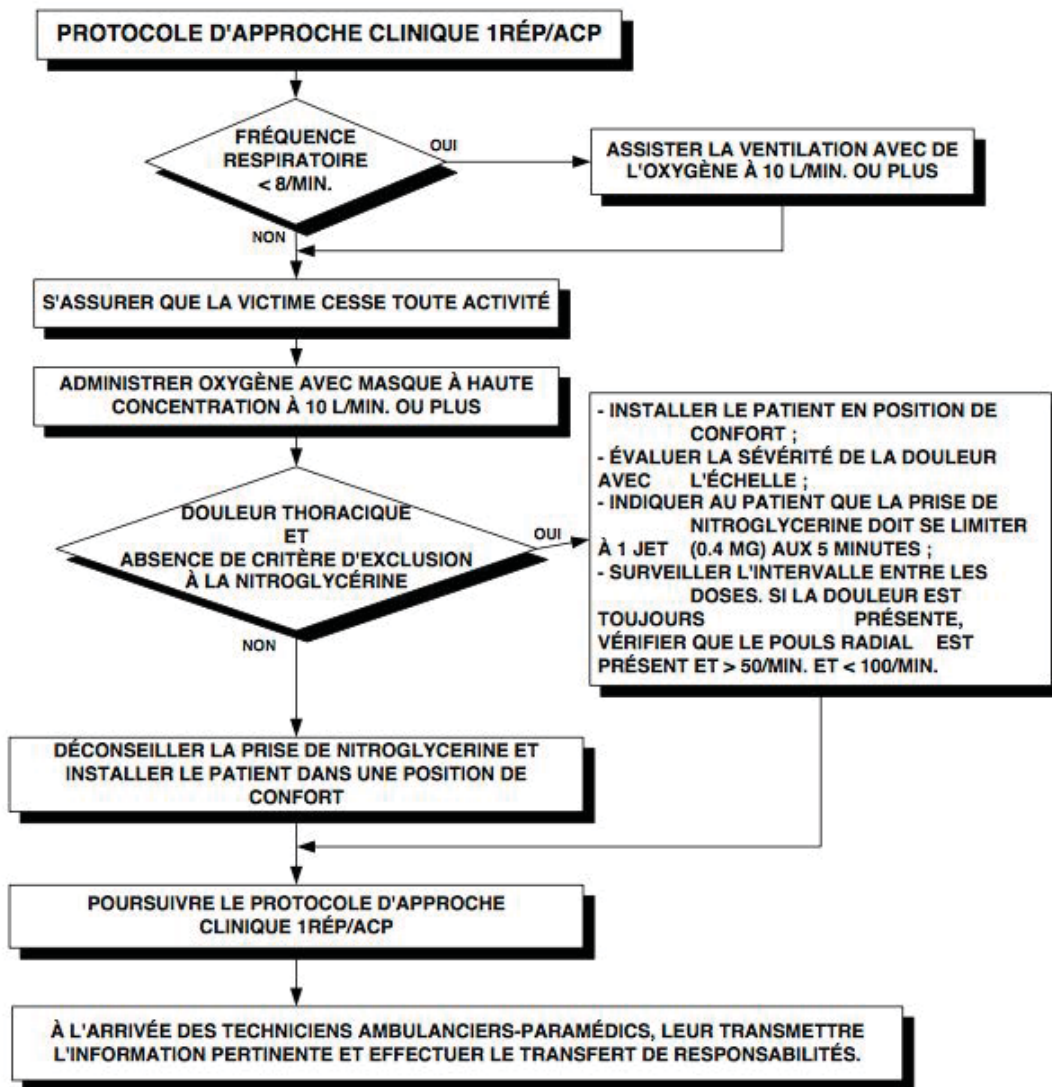 PROTOCOLE D'APPROCHE CLINIQUE 1RÉP/ACP
FRÉQUENCE
RESPIRATOIRE
< 8/MIN.
OUI
ASSISTER LA VENTILATION AVEC DE
L'OXYGÈNE À 10 L/MIN. OU PLUS
NON
S'ASSURER QUE LA VICTIME CESSE TOUTE ACTIVITÉ
ADMINISTRER OXYGÈNE AVEC MASQUE À HAUTE
CONCENTRATION À 10 L/MIN. OU PLUS
DOULEUR THORACIQUE
ET
ABSENCE DE CRITÈRE D'EXCLUSION
À LA NITROGLYCÉRINE
OUI
- INSTALLER LE PATIENT EN POSITION DE
CONFORT ;
- ÉVALUER LA SÉVÉRITÉ DE LA DOULEUR
AVEC L'ÉCHELLE ;
- INDIQUER AU PATIENT QUE LA PRISE DE
NITROGLYCERINE DOIT SE LIMITER
À 1 JET (0.4 MG) AUX 5 MINUTES ;
- SURVEILLER L'INTERVALLE ENTRE LES
DOSES. SI LA DOULEUR EST
TOUJOURS PRÉSENTE,
VÉRIFIER QUE LE POULS RADIAL EST
PRÉSENT ET > 50/MIN. ET < 100/MIN.
NON
DÉCONSEILLER LA PRISE DE NITROGLYCERINE ET
INSTALLER LE PATIENT DANS UNE POSITION DE
CONFORT
POURSUIVRE LE PROTOCOLE D'APPROCHE
CLINIQUE 1RÉP/ACP
À L'ARRIVÉE DES TECHNICIENS AMBULANCIERS-PARAMÉDICS, LEUR TRANSMETTRE
L'INFORMATION PERTINENTE ET EFFECTUER LE TRANSFERT DE RESPONSABILITÉS.